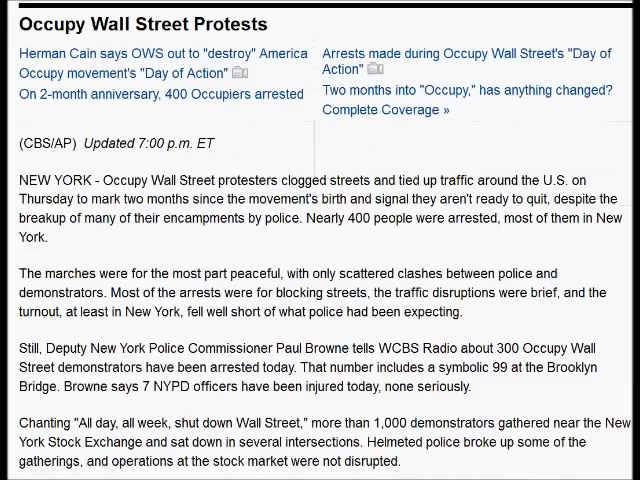 Occupy Wall Street Protests
Herman Cain says OWS out to "destroy" America
Occupy movement's "Day of Action"
On 2-month anniversary, 400 Occupiers arrested
Arrests made during Occupy Wall Street's "Day of
Action"
Two months into "Occupy," has anything changed?
Complete Coverage »
(CBS/AP) Updated 7:00 p.m. ET
NEW YORK - Occupy Wall Street protesters clogged streets and tied up traffic around the U.S. on
Thursday to mark two months since the movement's birth and signal they aren't ready to quit, despite the
breakup of many of their encampments by police. Nearly 400 people were arrested, most of them in New
York.
The marches were for the most part peaceful, with only scattered clashes between police and
demonstrators. Most of the arrests were for blocking streets, the traffic disruptions were brief, and the
turnout, at least in New York, fell well short of what police had been expecting.
Still, Deputy New York Police Commissioner Paul Browne tells WCBS Radio about 300 Occupy Wall
Street demonstrators have been arrested today. That number includes a symbolic 99 at the Brooklyn
Bridge. Browne says 7 NYPD officers have been injured today, none seriously.
Chanting "All day, all week, shut down Wall Street," more than 1,000 demonstrators gathered near the New
York Stock Exchange and sat down in several intersections. Helmeted police broke up some of the
gatherings, and operations at the stock market were not disrupted.